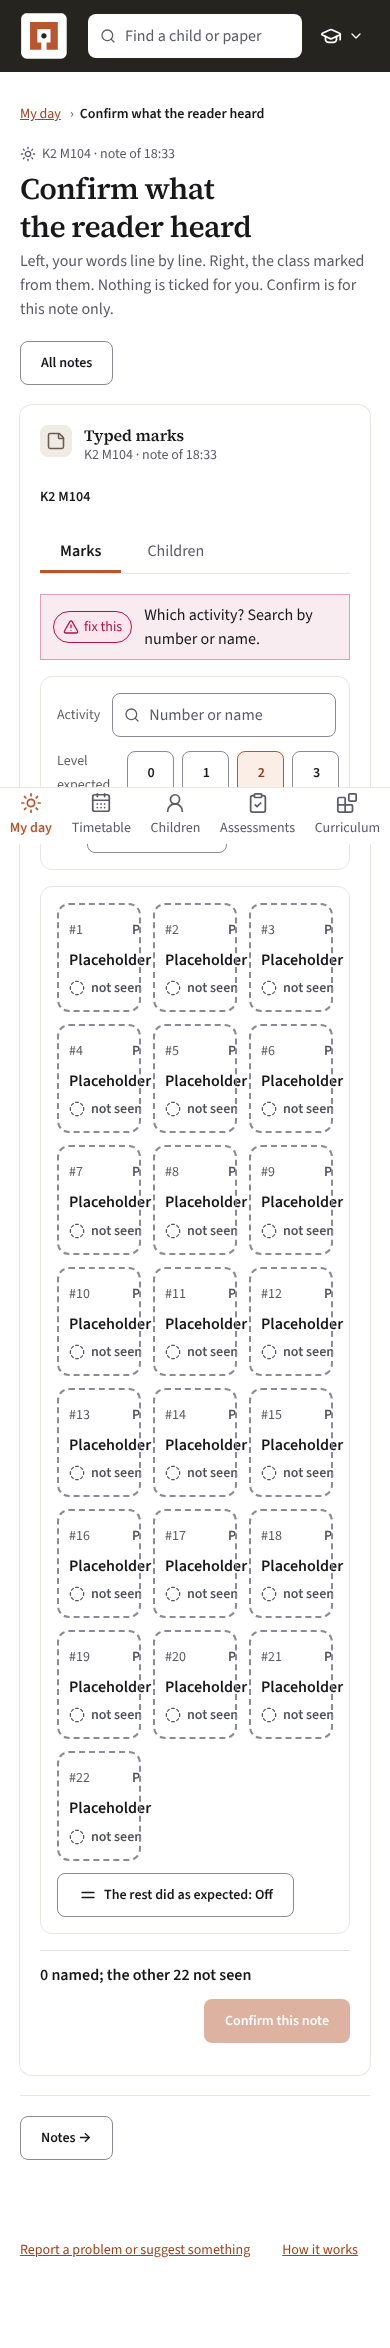 Find a child or paper
My day › Confirm what the reader heard
K2 M104 · note of 18:33
Confirm what
the reader heard
Left, your words line by line. Right, the class marked
from them. Nothing is ticked for you. Confirm is for
this note only.
All notes
Typed marks
K2 M104 · note of 18:33
K2 M104
Marks Children
fix this
Which activity? Search by
number or name.
Activity Number or name
Level
expected
0 1 2 3
My day Timetable Children Assessments Curriculum
#1 P #2 P #3 P
Placeholder Placeholder Placeholder
not seen not seen not seen
#4 P #5 P #6 P
Placeholder Placeholder Placeholder
not seen not seen not seen
#7 P #8 P #9 P
Placeholder Placeholder Placeholder
not seen not seen not seen
#10 P #11 P #12 P
Placeholder Placeholder Placeholder
not seen not seen not seen
#13 P #14 P #15 P
Placeholder Placeholder Placeholder
not seen not seen not seen
#16 P #17 P #18 P
Placeholder Placeholder Placeholder
not seen not seen not seen
#19 P #20 P #21 P
Placeholder Placeholder Placeholder
not seen not seen not seen
#22 P
Placeholder
not seen
The rest did as expected: Off
0 named; the other 22 not seen
Confirm this note
Notes →
Report a problem or suggest something How it works